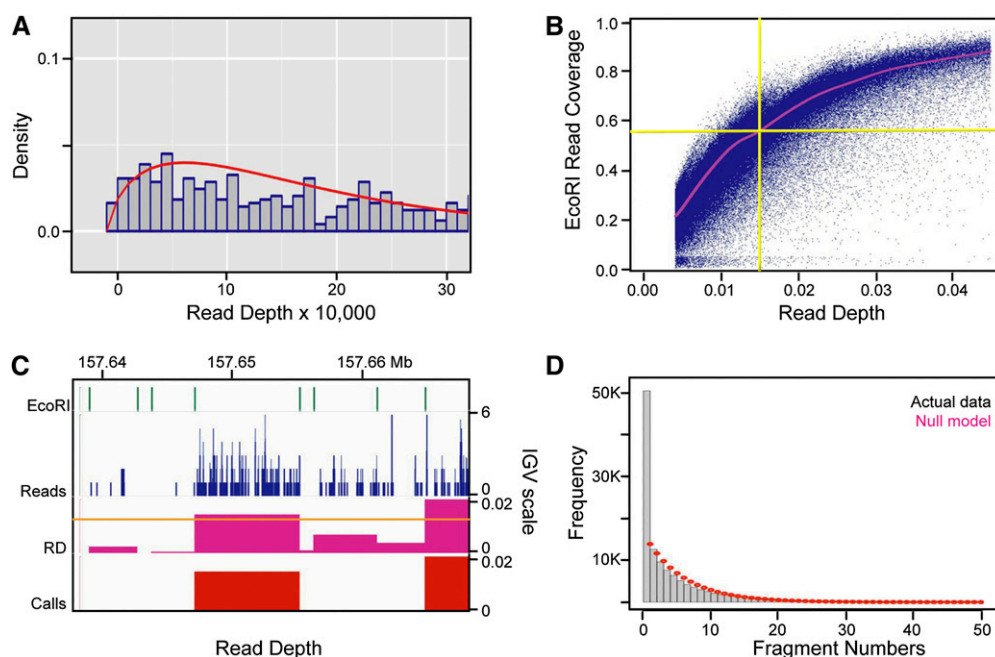 A
0.1
Density
0.0
0 10 20 30
Read Depth x 10,000
B
1.0
0.8
0.6
0.4
0.2
0.0
EcoRI Read Coverage
0.00 0.01 0.02 0.03 0.04
Read Depth
C
157.64 157.65 157.66 Mb
EcoRI
6
Reads
0
0.02
RD
0
0.02
Calls
0
IGV scale
Read Depth
D
50K
30K
10K
Frequency
Actual data
Null model
0 10 20 30 40 50
Fragment Numbers